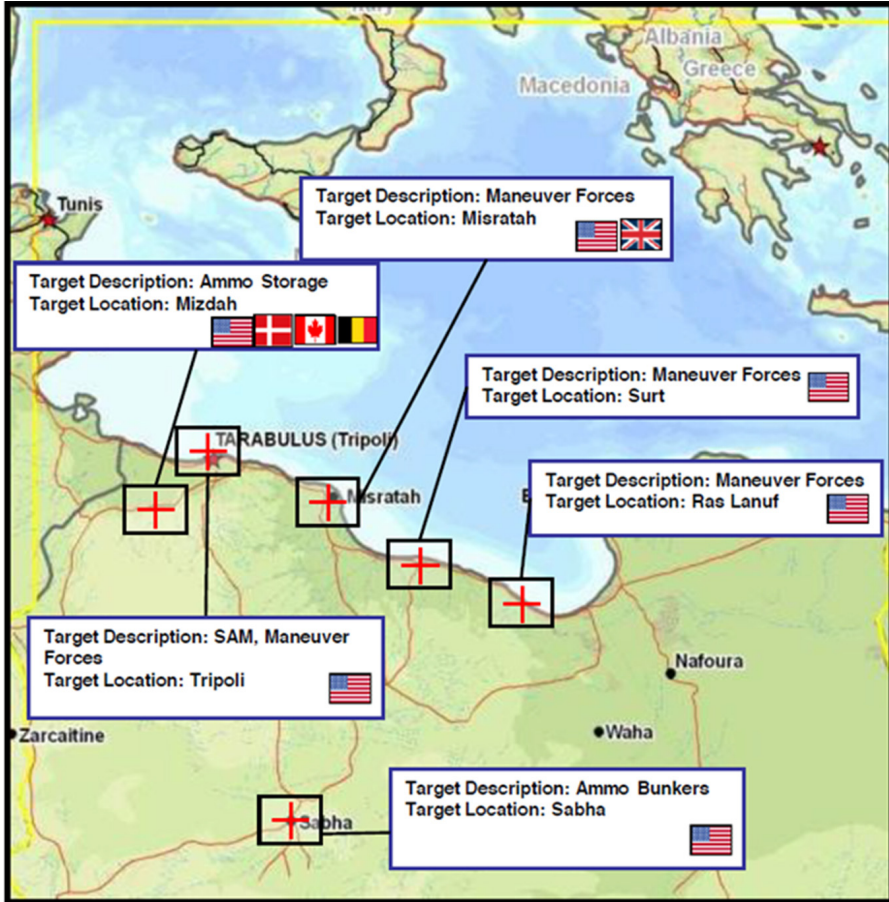 Albania
Greece
Macedonia
Tunis
Target Description: Maneuver Forces
Target Location: Misratah
Target Description: Ammo Storage
Target Location: Mizdah
Target Description: Maneuver Forces
Target Location: Surt
TARABULUS (Tripoli)
Misratah
Target Description: Maneuver Forces
Target Location: Ras Lanuf
Target Description: SAM, Maneuver
Forces
Target Location: Tripoli
Nafoura
Zarcaitine
Waha
Target Description: Ammo Bunkers
Target Location: Sabha
Sabha